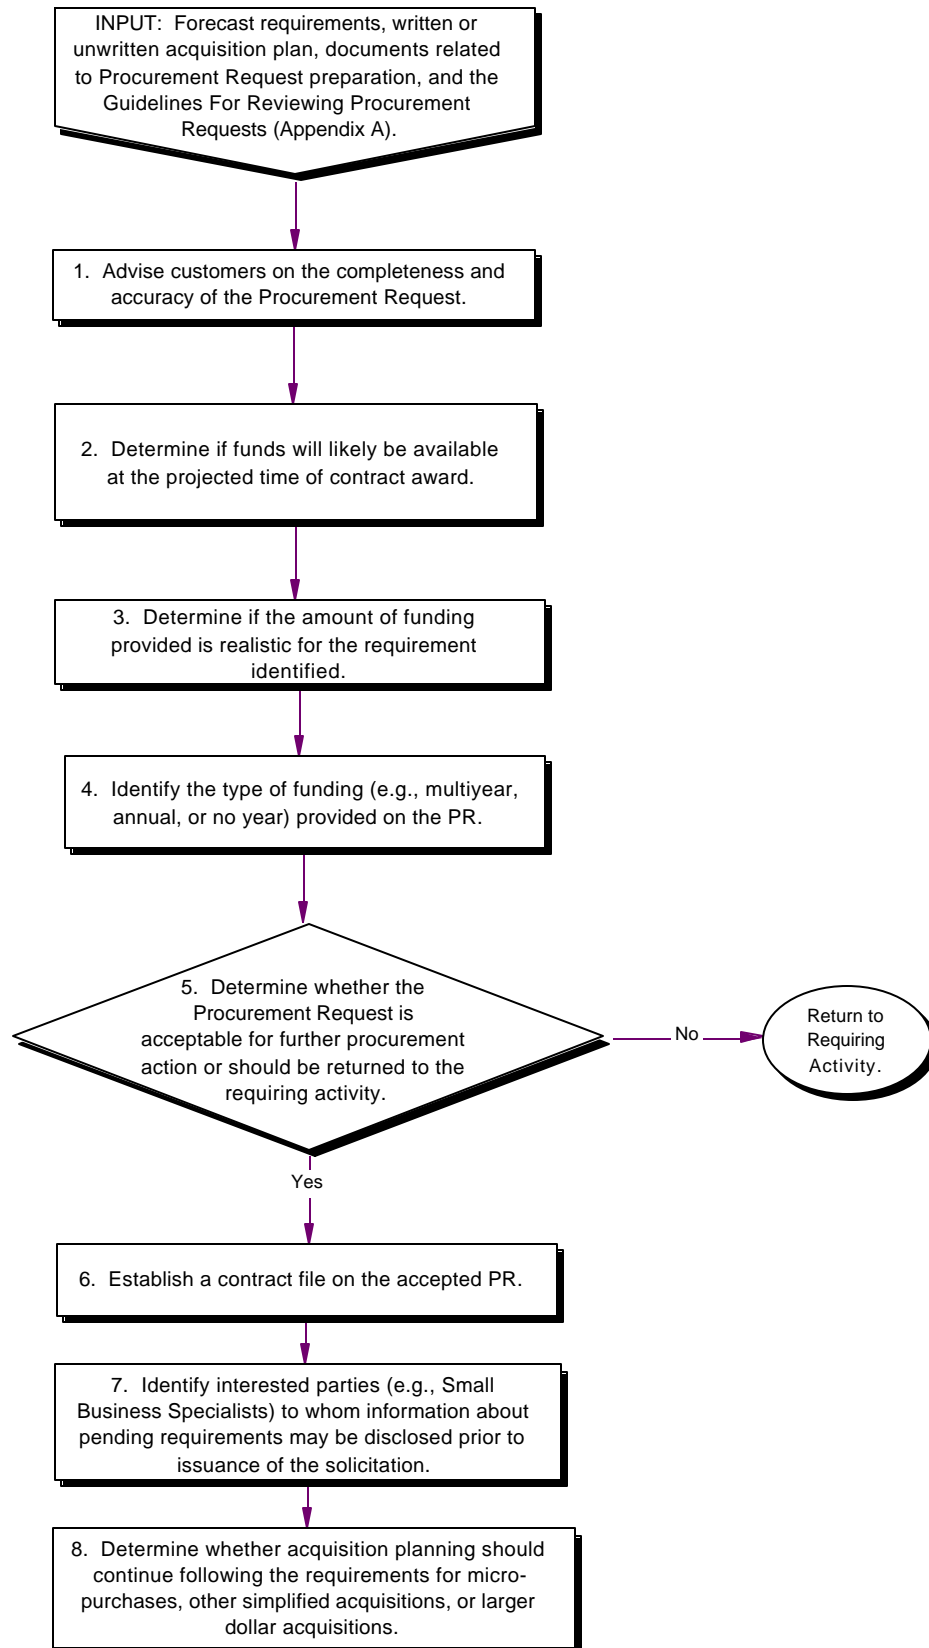 INPUT: Forecast requirements, written or
unwritten acquisition plan, documents related
to Procurement Request preparation, and the
Guidelines For Reviewing Procurement
Requests (Appendix A).
1. Advise customers on the completeness and
accuracy of the Procurement Request.
2. Determine if funds will likely be available
at the projected time of contract award.
3. Determine if the amount of funding
provided is realistic for the requirement
identified.
4. Identify the type of funding (e.g., multiyear,
annual, or no year) provided on the PR.
5. Determine whether the
Procurement Request is
acceptable for further procurement
action or should be returned to the
requiring activity.
No
Return to
Requiring
Activity.
Yes
6. Establish a contract file on the accepted PR.
7. Identify interested parties (e.g., Small
Business Specialists) to whom information about
pending requirements may be disclosed prior to
issuance of the solicitation.
8. Determine whether acquisition planning should
continue following the requirements for micro-
purchases, other simplified acquisitions, or larger
dollar acquisitions.